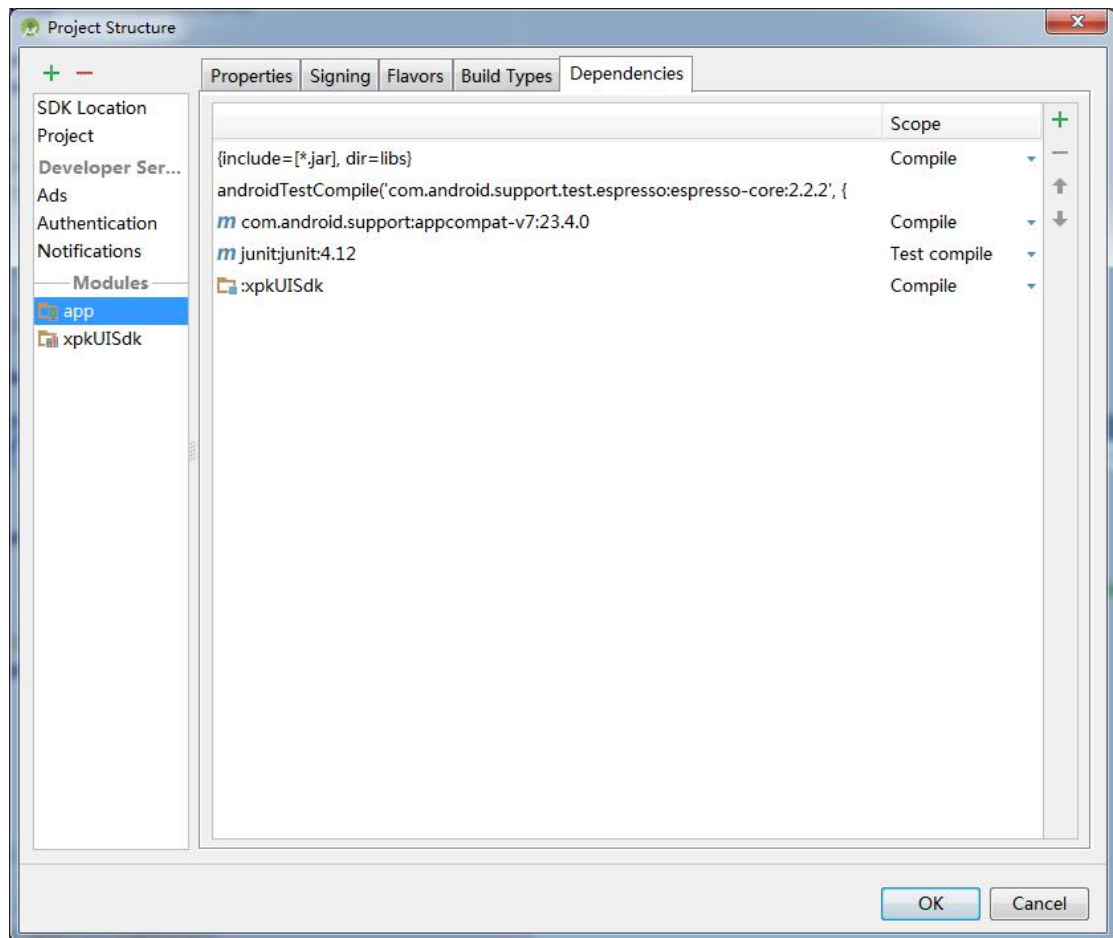 Project Structure
Properties Signing Flavors Build Types Dependencies
SDK Location
Project
Developer Ser...
Ads
Authentication
Notifications
Modules
app
xpkUISdk
Scope
{include=[*.jar], dir=libs} Compile
androidTestCompile('com.android.support.test.espresso:espresso-core:2.2.2', {
m com.android.support:appcompat-v7:23.4.0 Compile
m junit:junit:4.12 Test compile
:xpkUISdk Compile
OK Cancel